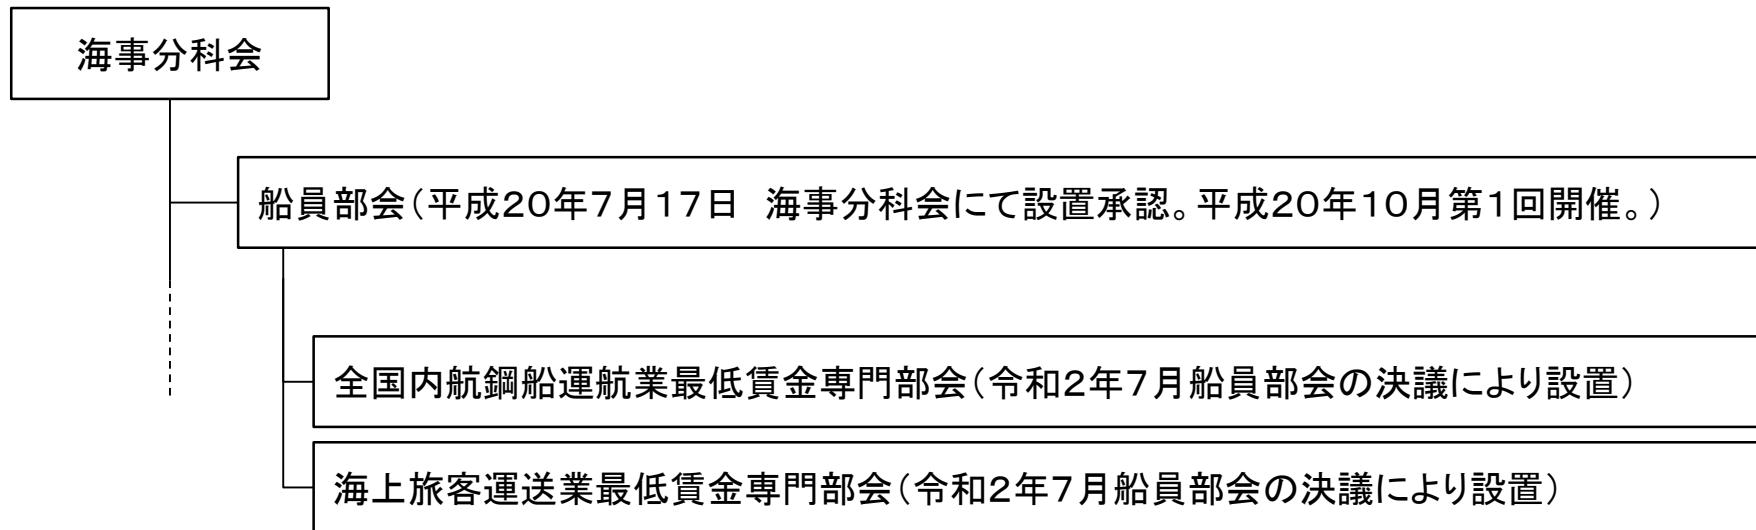 海事分科会
船員部会（平成２０年７月１７日　海事分科会にて設置承認。平成２０年１０月第１回開催。）
全国内航鋼船運航業最低賃金専門部会（令和２年７月船員部会の決議により設置）
海上旅客運送業最低賃金専門部会（令和２年７月船員部会の決議により設置）